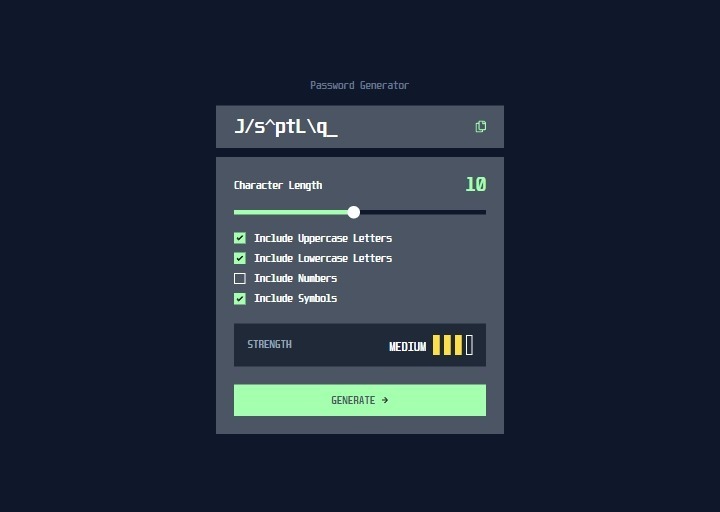 Password Generator
J/s^ptL\q_
Character Length 10
Include Uppercase Letters
Include Lowercase Letters
Include Numbers
Include Symbols
STRENGTH MEDIUM
GENERATE →